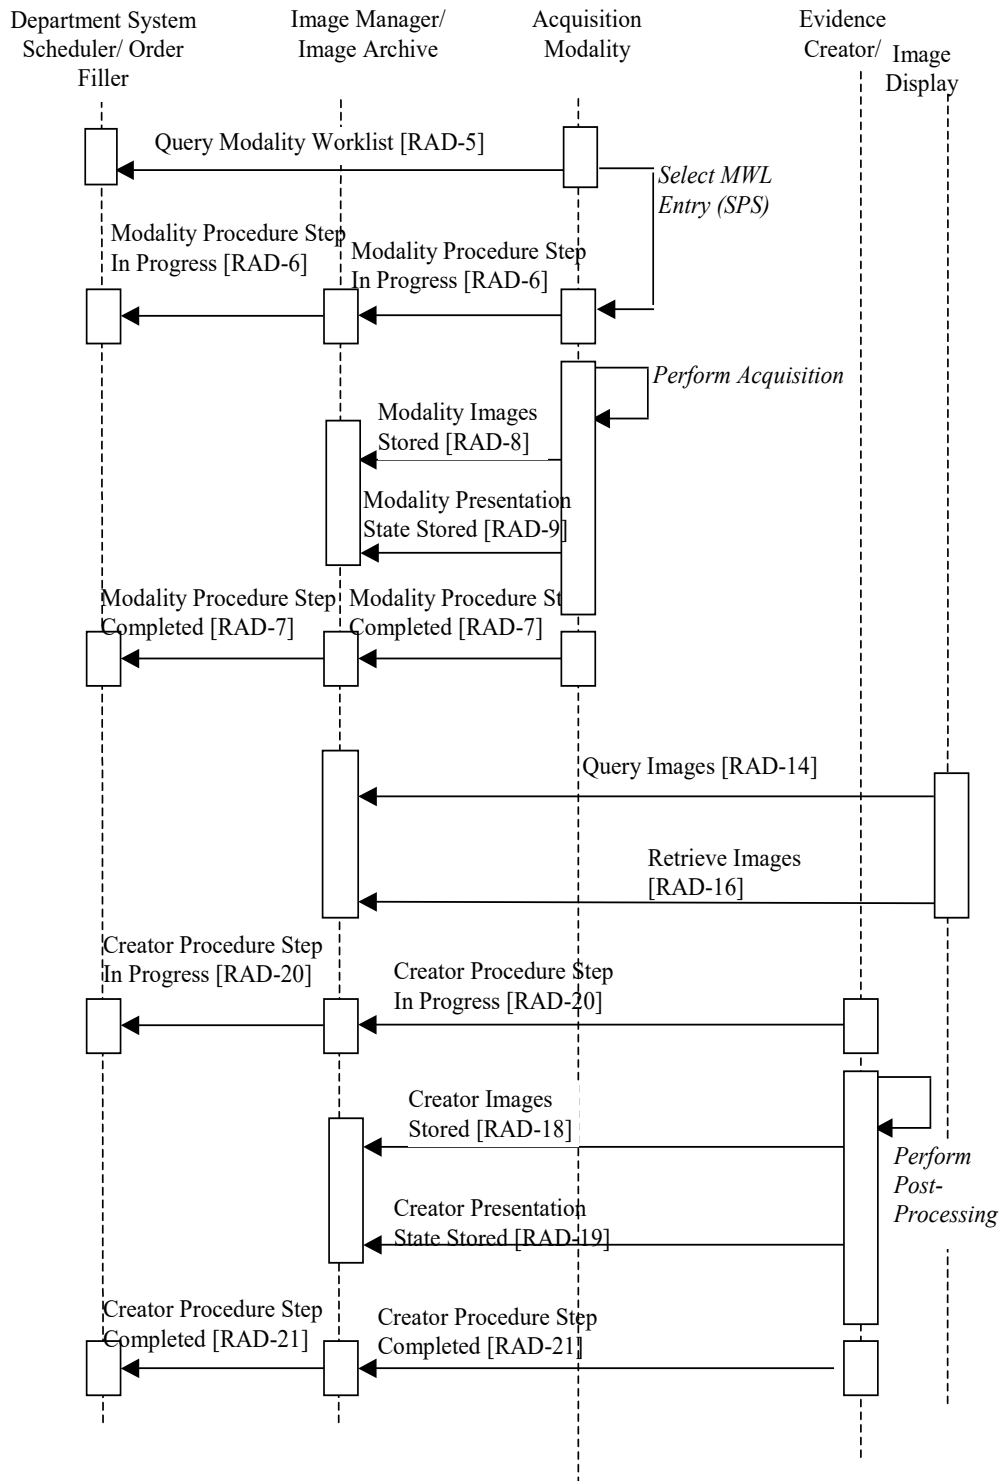 Department System
Scheduler/ Order
Filler
Image Manager/
Image Archive
Acquisition
Modality
Evidence
Creator/
Image
Display
Query Modality Worklist [RAD-5]
Select MWL
Entry (SPS)
Modality Procedure Step
In Progress [RAD-6]
Modality Procedure Step
In Progress [RAD-6]
Perform Acquisition
Modality Images
Stored [RAD-8]
Modality Presentation
State Stored [RAD-9]
Modality Procedure Step
Completed [RAD-7]
Modality Procedure St
Completed [RAD-7]
Query Images [RAD-14]
Retrieve Images
[RAD-16]
Creator Procedure Step
In Progress [RAD-20]
Creator Procedure Step
In Progress [RAD-20]
Creator Images
Stored [RAD-18]
Perform
Post-
Processing
Creator Presentation
State Stored [RAD-19]
Creator Procedure Step
Completed [RAD-21]
Creator Procedure Step
Completed [RAD-21]